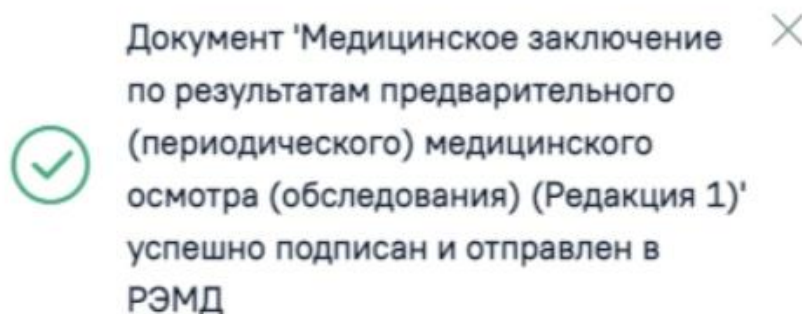 Документ 'Медицинское заключение
по результатам предварительного
(периодического) медицинского
осмотра (обследования) (Редакция 1)'
успешно подписан и отправлен в
РЭМД